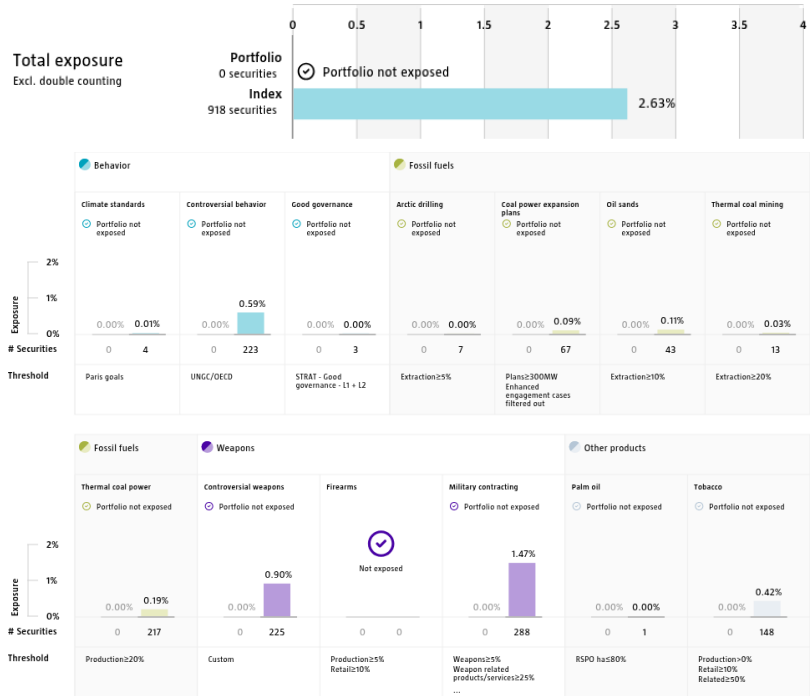 0 0.5 1 1.5 2 2.5 3 3.5 4
Total exposure
Excl. double counting
Portfolio
0 securities
Portfolio not exposed
Index
918 securities
2.63%
Behavior
Fossil fuels
Climate standards
Controversial behavior
Good governance
Arctic drilling
Coal power expansion
plans
Oil sands
Thermal coal mining
Portfolio not
exposed
Portfolio not
exposed
Portfolio not
exposed
Portfolio not
exposed
Portfolio not
exposed
Portfolio not
exposed
Portfolio not
exposed
Exposure
2%
1%
0%
0.00% 0.01%
0.00% 0.59%
0.00% 0.00%
0.00% 0.00%
0.00% 0.09%
0.00% 0.11%
0.00% 0.03%
# Securities
0 4
0 223
0 3
0 7
0 67
0 43
0 13
Threshold
Paris goals
UNGC/OECD
STRAT - Good
governance - L1 + L2
Extraction≥5%
Plans≥300MW
Enhanced
engagement cases
filtered out
Extraction≥10%
Extraction≥20%
Fossil fuels
Weapons
Other products
Thermal coal power
Controversial weapons
Firearms
Military contracting
Palm oil
Tobacco
Portfolio not exposed
Portfolio not exposed
Not exposed
Portfolio not exposed
Portfolio not exposed
Portfolio not exposed
Exposure
2%
1%
0%
0.00% 0.19%
0.00% 0.90%
0.00% 1.47%
0.00% 0.00%
0.00% 0.42%
# Securities
0 217
0 225
0 0
0 288
0 1
0 148
Threshold
Production≥20%
Custom
Production≥5%
Retail≥10%
Weapons≥5%
Weapon related
products/services≥25%
...
RSPO ha≤80%
Production>0%
Retail≥10%
Related≥50%